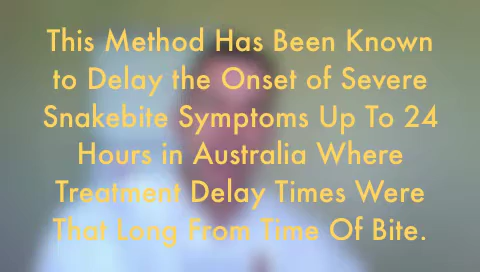 This Method Has Been Known
to Delay the Onset of Severe
Snakebite Symptoms Up To 24
Hours in Australia Where
Treatment Delay Times Were
That Long From Time Of Bite.